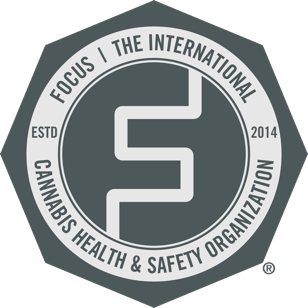 FOCUS | THE INTERNATIONAL
ESTD 2014
CANNABIS HEALTH & SAFETY ORGANIZATION
®